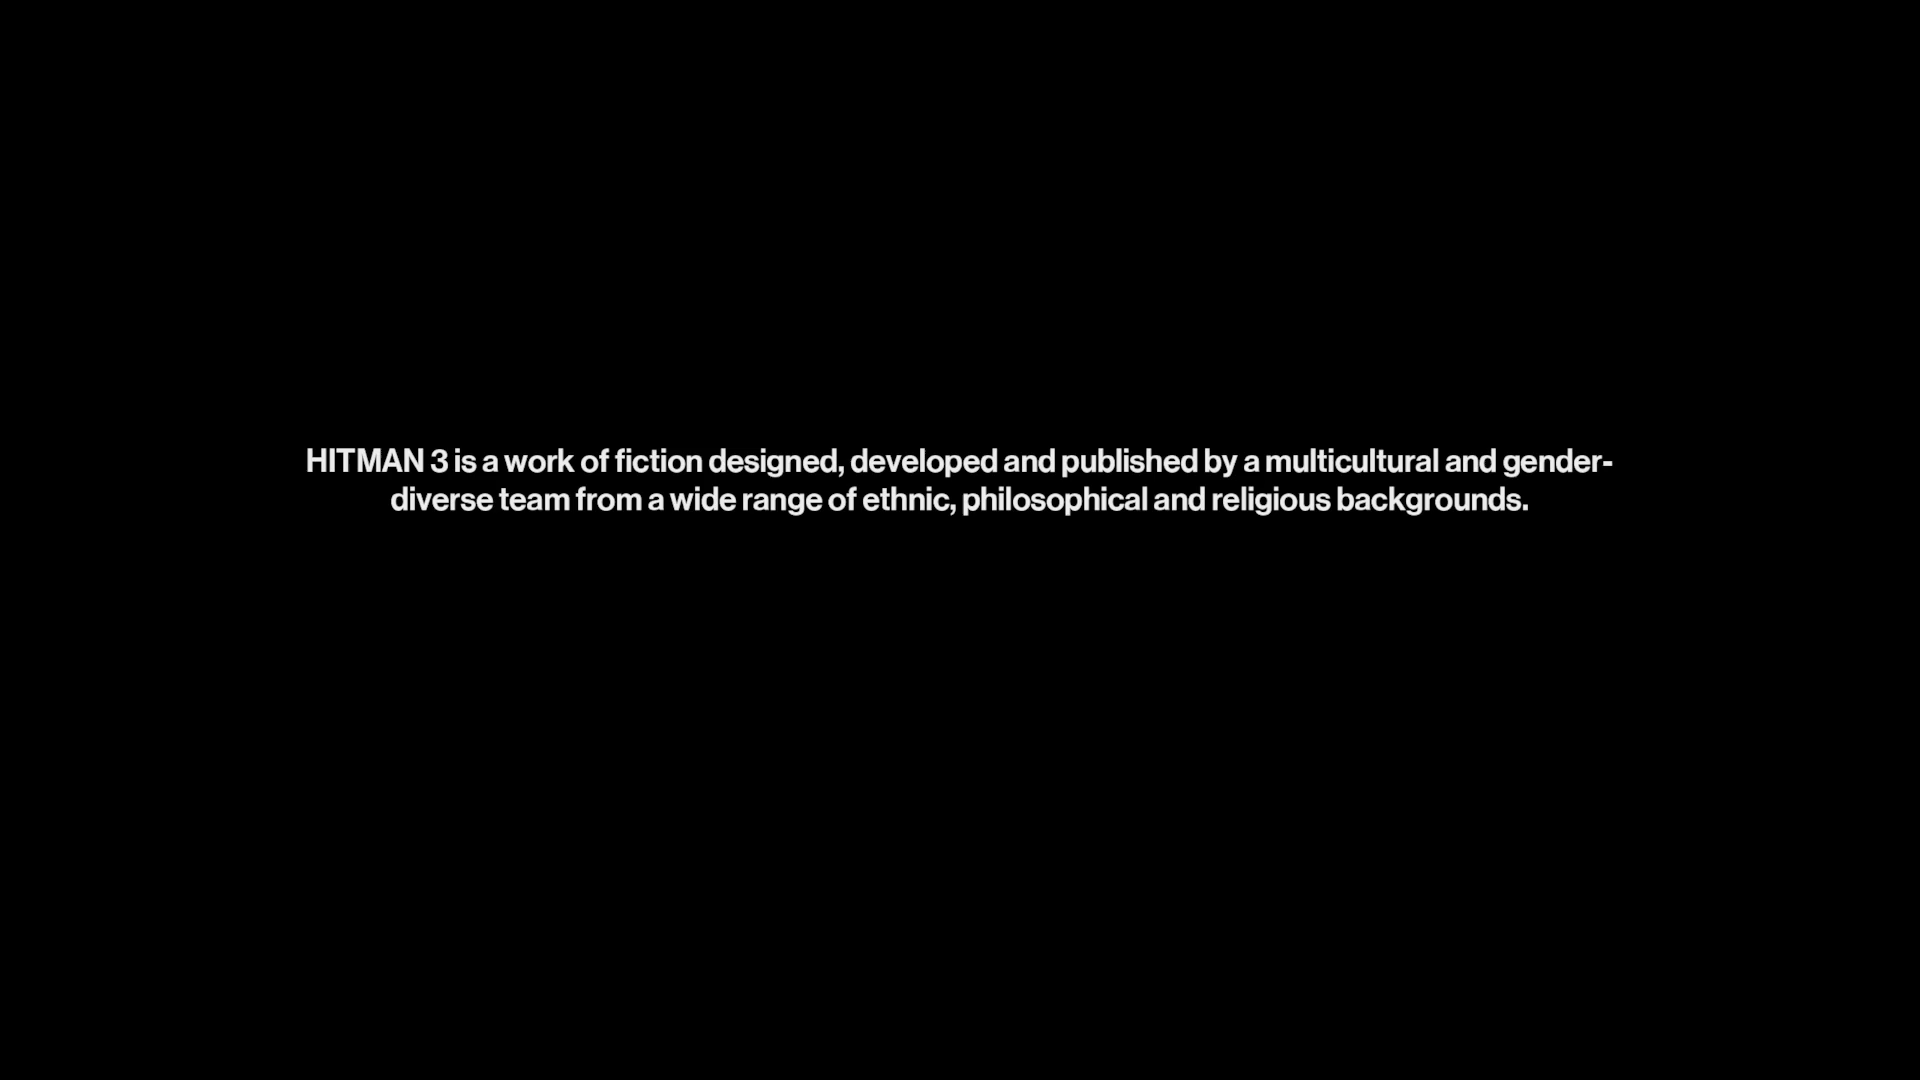 HITMAN 3 is a work of fiction designed, developed and published by a multicultural and gender-
diverse team from a wide range of ethnic, philosophical and religious backgrounds.